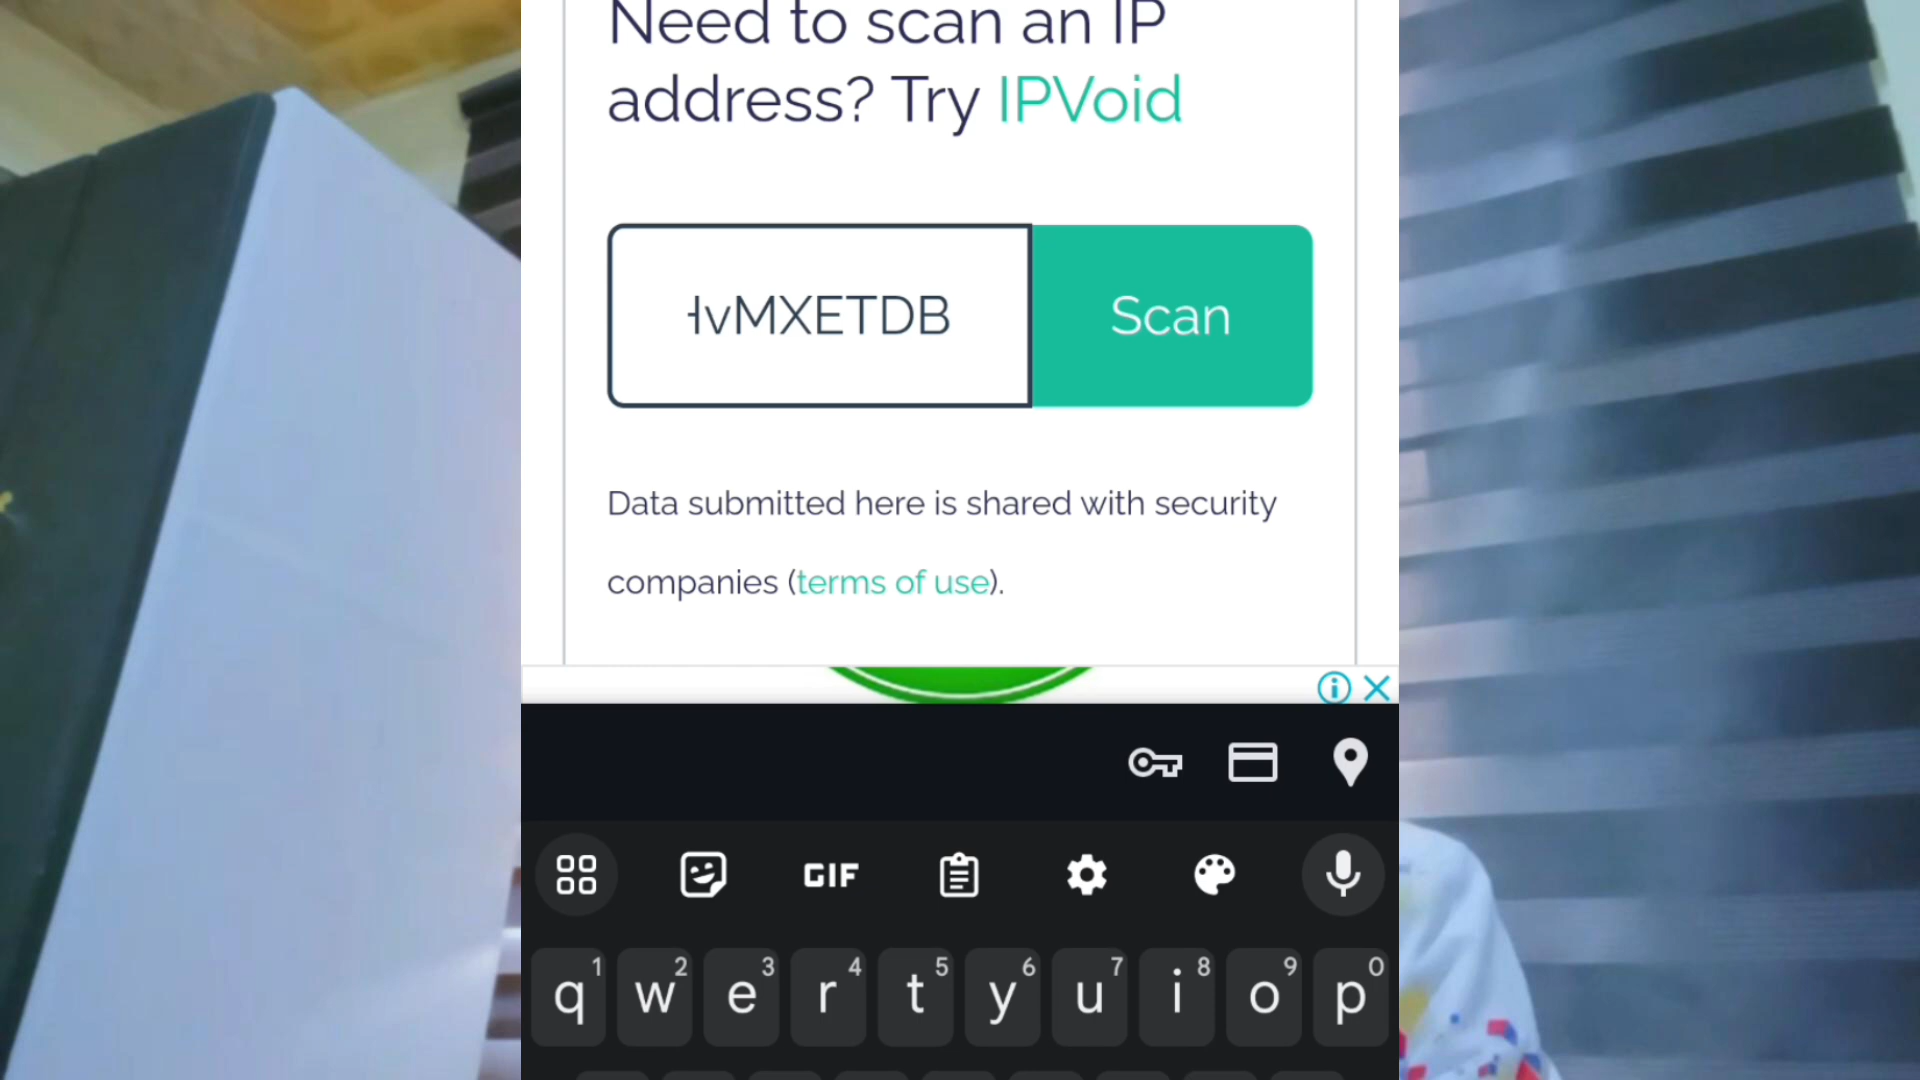 Need to scan an IP
address? Try IPVoid
vMXETDB
Scan
Data submitted here is shared with security
companies (terms of use).
GIF
1 2 3 4 5 6 7 8 9 0
q w e r t y u i o p